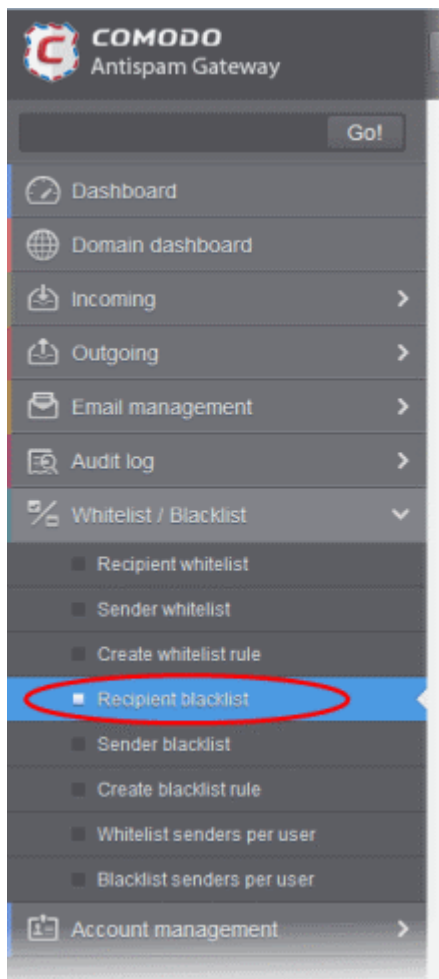 COMODO
Antispam Gateway
Go!
Dashboard
Domain dashboard
Incoming
Outgoing
Email management
Audit log
Whitelist / Blacklist
Recipient whitelist
Sender whitelist
Create whitelist rule
Recipient blacklist
Sender blacklist
Create blacklist rule
Whitelist senders per user
Blacklist senders per user
Account management